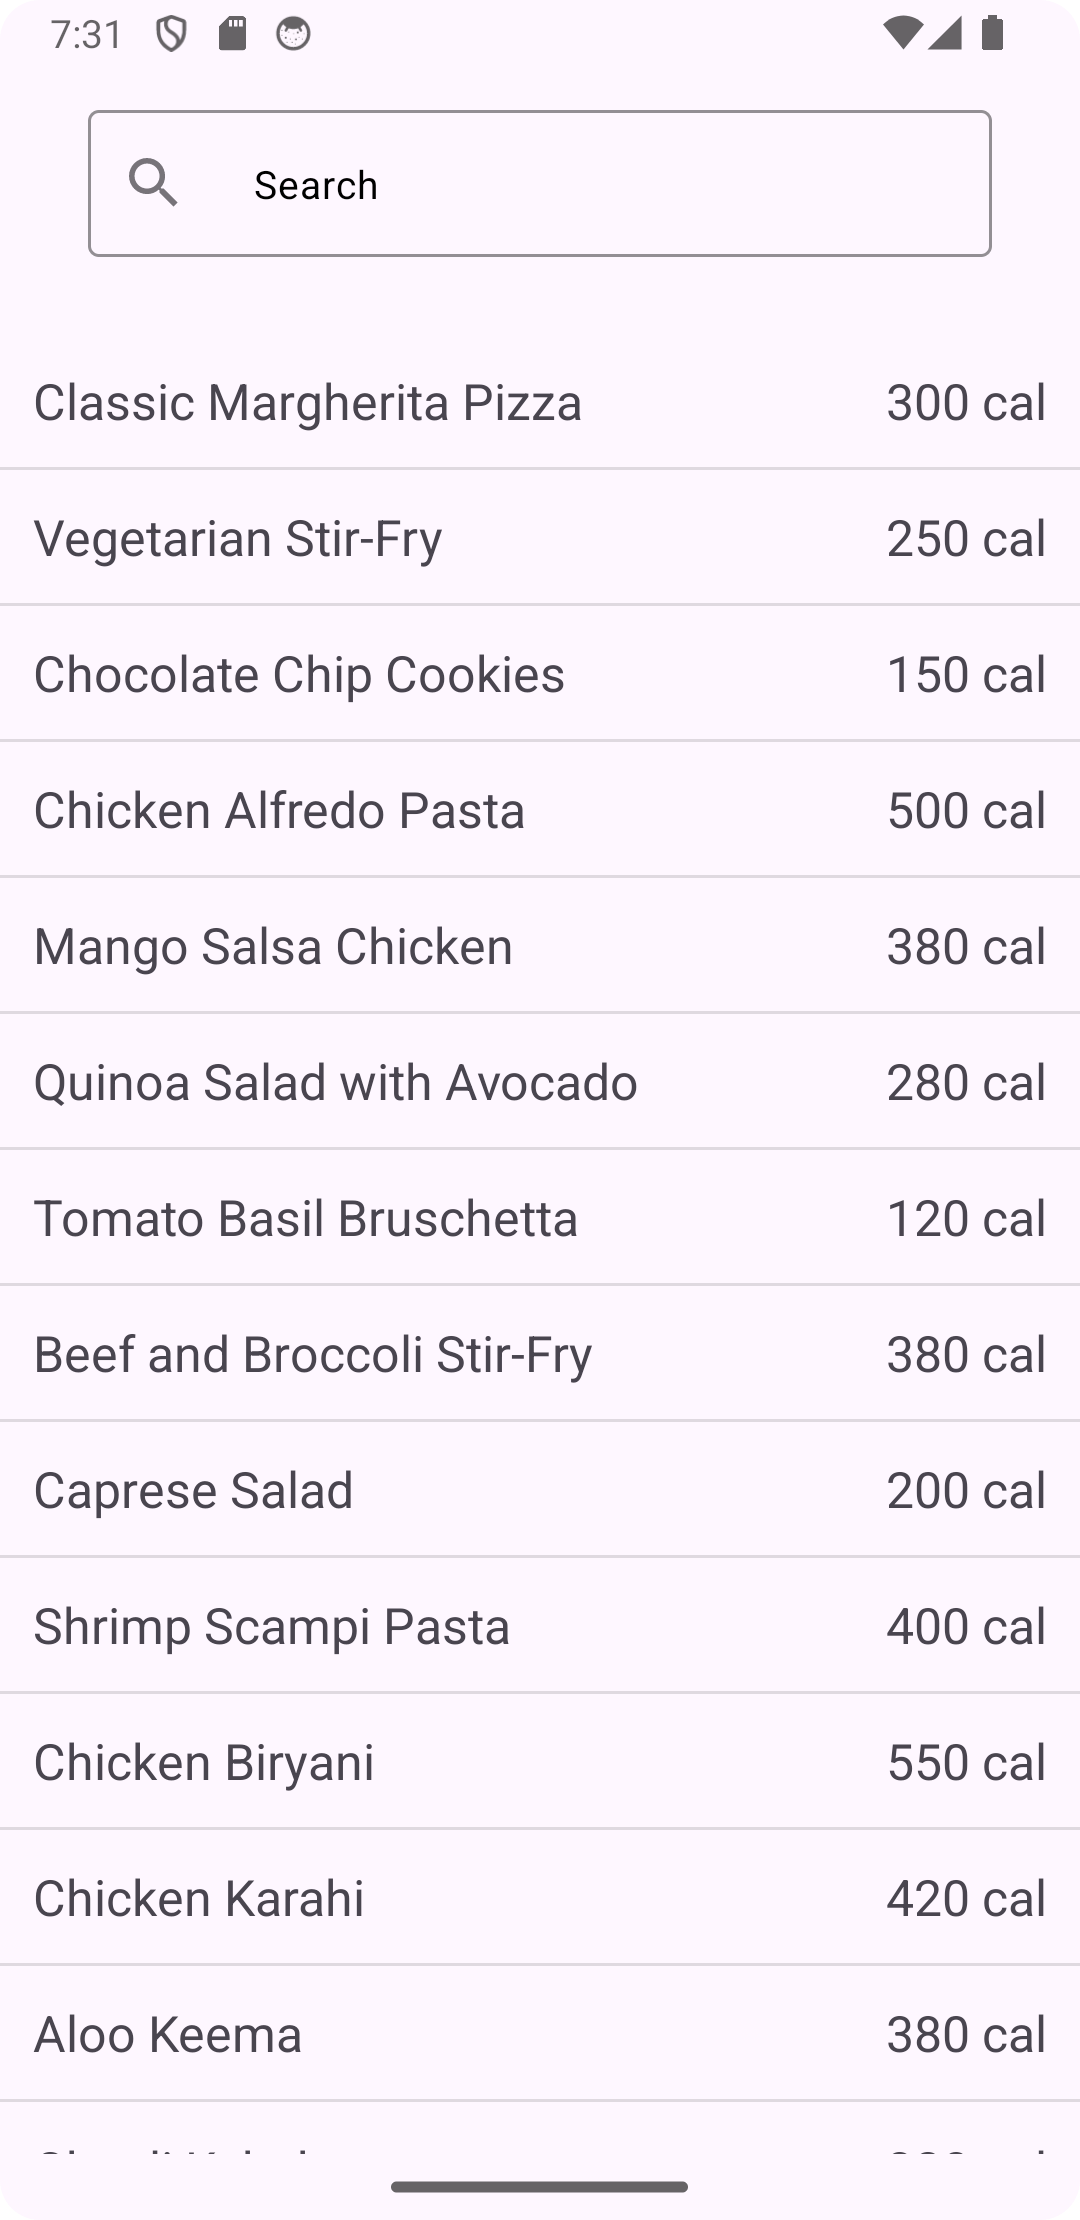 7:31
Search
Classic Margherita Pizza 300 cal
Vegetarian Stir-Fry 250 cal
Chocolate Chip Cookies 150 cal
Chicken Alfredo Pasta 500 cal
Mango Salsa Chicken 380 cal
Quinoa Salad with Avocado 280 cal
Tomato Basil Bruschetta 120 cal
Beef and Broccoli Stir-Fry 380 cal
Caprese Salad 200 cal
Shrimp Scampi Pasta 400 cal
Chicken Biryani 550 cal
Chicken Karahi 420 cal
Aloo Keema 380 cal